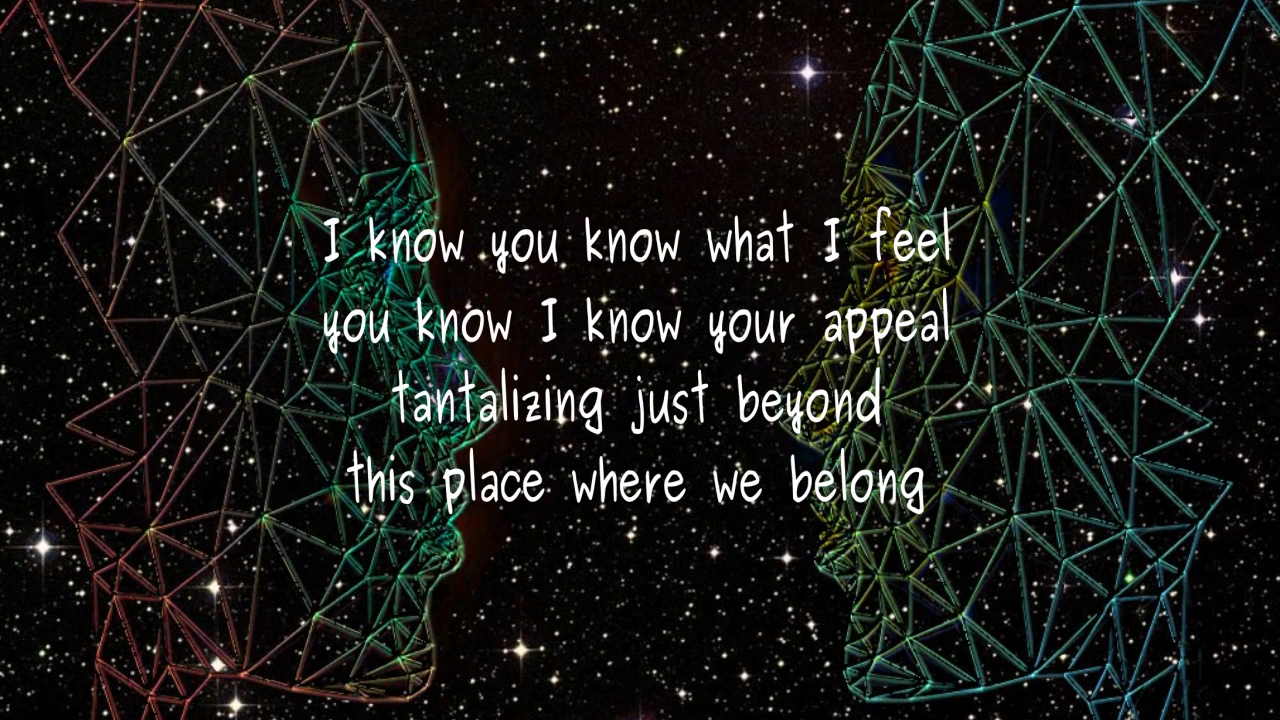 I know you know what I feel
you know I know your appeal
tantalizing just beyond
this place where we belong